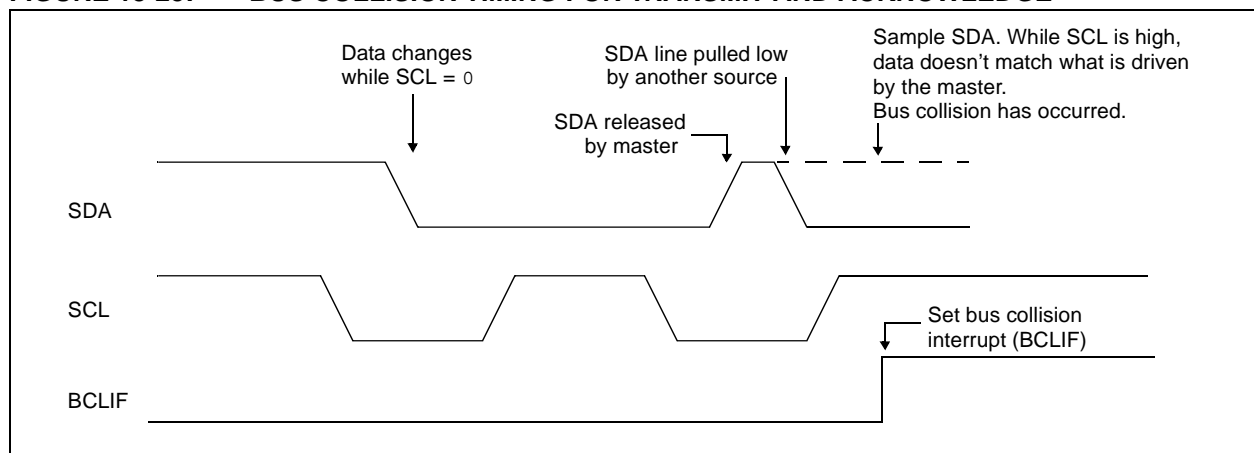 FIGURE BUS COLLISION TIMING FOR TRANSMIT AND ACKNOWLEDGE
Data changes
while SCL = 0
SDA line pulled low
by another source
Sample SDA. While SCL is high,
data doesn't match what is driven
by the master.
Bus collision has occurred.
SDA released
by master
SDA
SCL
Set bus collision
interrupt (BCLIF)
BCLIF